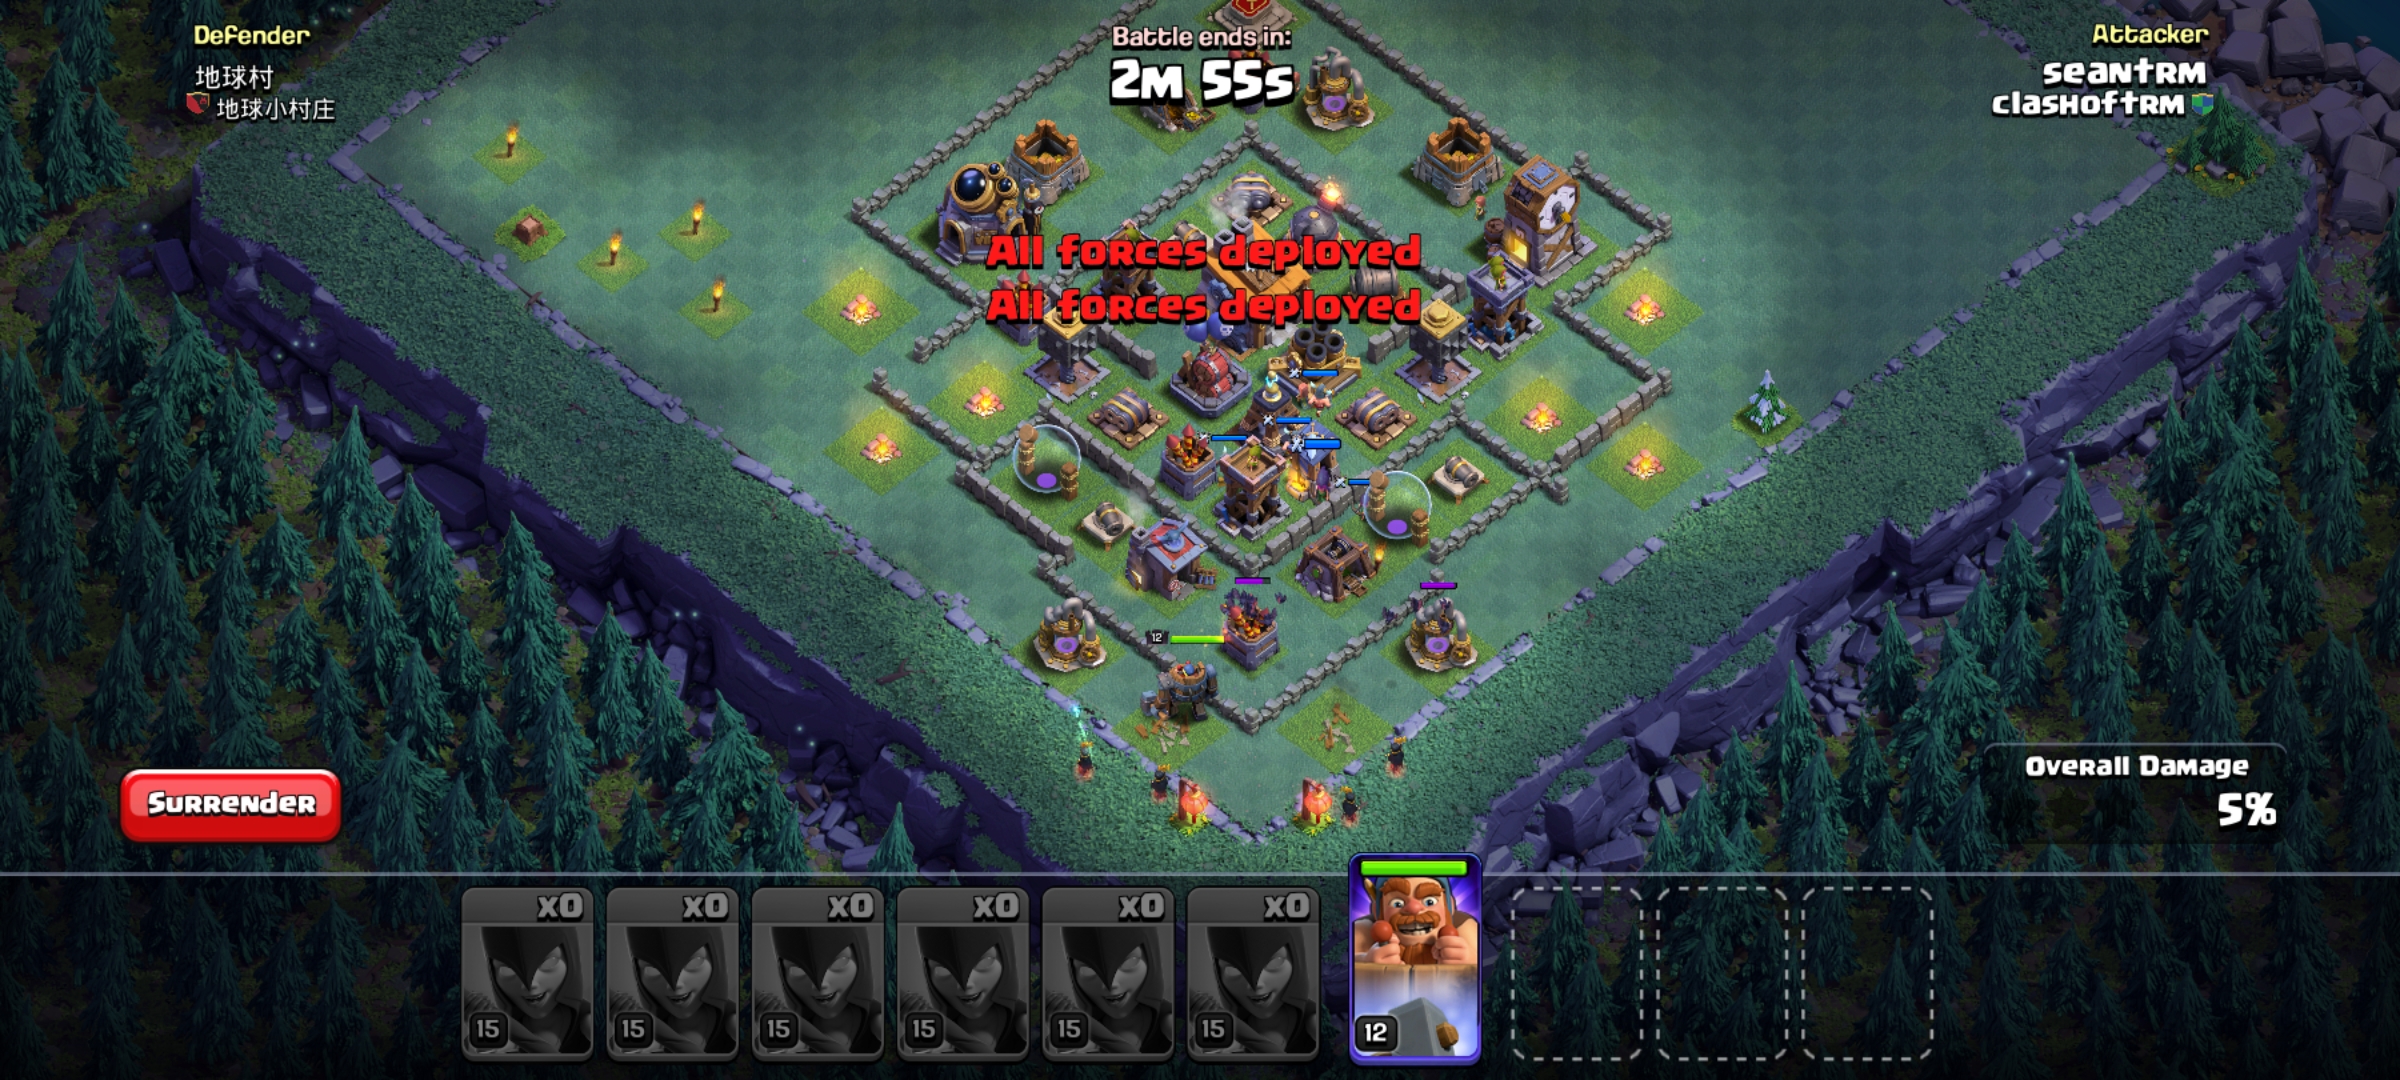 Defender
地球村
地球小村庄
Battle ends in:
2M 55s
Attacker
seantrm
clashoftrm
All forces deployed
All forces deployed
12
Surrender
Overall Damage
5%
x0 x0 x0 x0 x0 x0
15 15 15 15 15 15 12